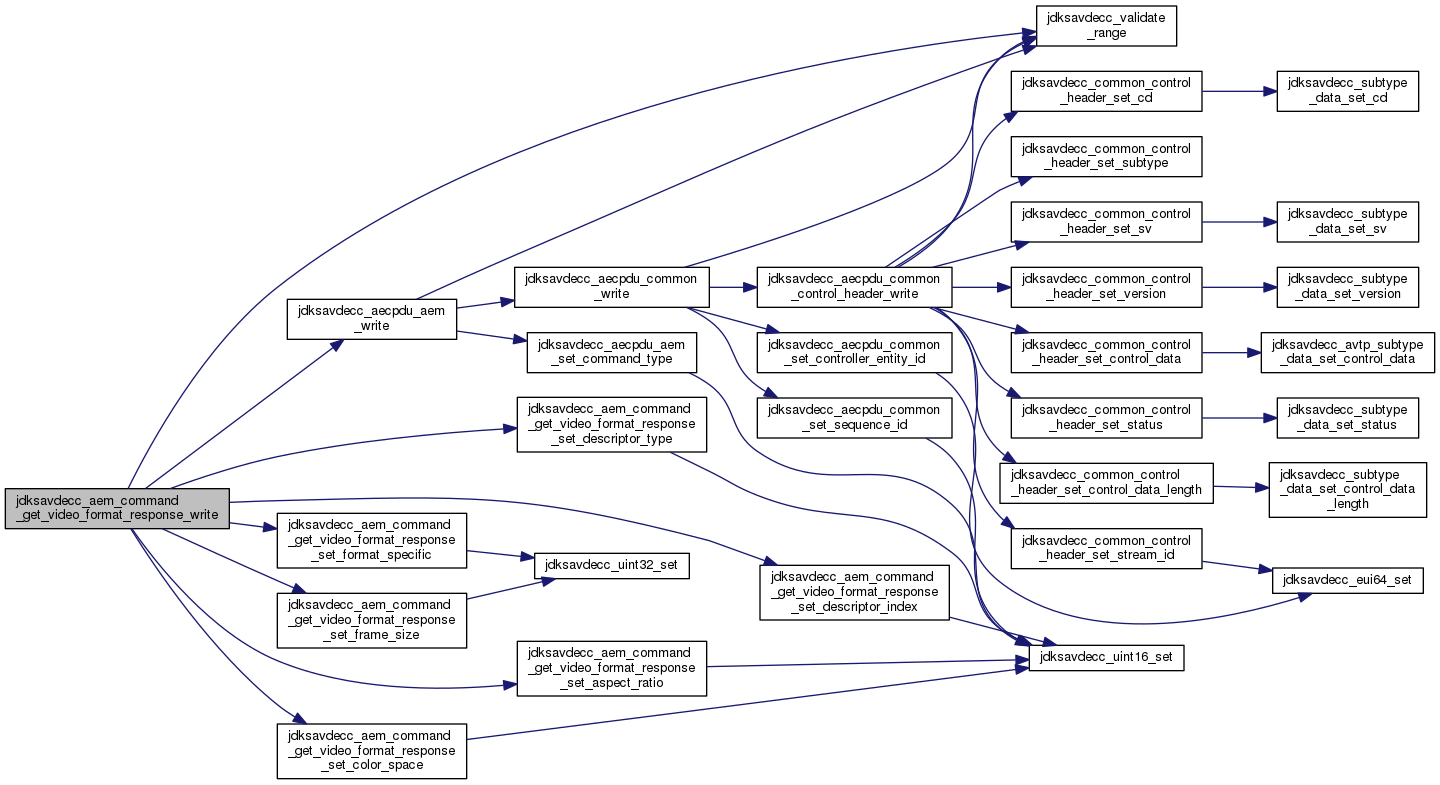 jdksavdecc_aem_command
_get_video_format_response_write
jdksavdecc_validate
_range
jdksavdecc_aecpdu_aem
_write
jdksavdecc_aecpdu_common
_write
jdksavdecc_aecpdu_common
_control_header_write
jdksavdecc_common_control
_header_set_cd
jdksavdecc_subtype
_data_set_cd
jdksavdecc_common_control
_header_set_subtype
jdksavdecc_common_control
_header_set_sv
jdksavdecc_subtype
_data_set_sv
jdksavdecc_common_control
_header_set_version
jdksavdecc_subtype
_data_set_version
jdksavdecc_common_control
_header_set_control_data
jdksavdecc_avtp_subtype
_data_set_control_data
jdksavdecc_common_control
_header_set_status
jdksavdecc_subtype
_data_set_status
jdksavdecc_common_control
_header_set_control_data_length
jdksavdecc_subtype
_data_set_control_data
_length
jdksavdecc_common_control
_header_set_stream_id
jdksavdecc_eui64_set
jdksavdecc_aecpdu_common
_set_controller_entity_id
jdksavdecc_aecpdu_common
_set_sequence_id
jdksavdecc_uint16_set
jdksavdecc_aecpdu_aem
_set_command_type
jdksavdecc_aem_command
_get_video_format_response
_set_descriptor_type
jdksavdecc_aem_command
_get_video_format_response
_set_descriptor_index
jdksavdecc_aem_command
_get_video_format_response
_set_format_specific
jdksavdecc_uint32_set
jdksavdecc_aem_command
_get_video_format_response
_set_frame_size
jdksavdecc_aem_command
_get_video_format_response
_set_aspect_ratio
jdksavdecc_aem_command
_get_video_format_response
_set_color_space